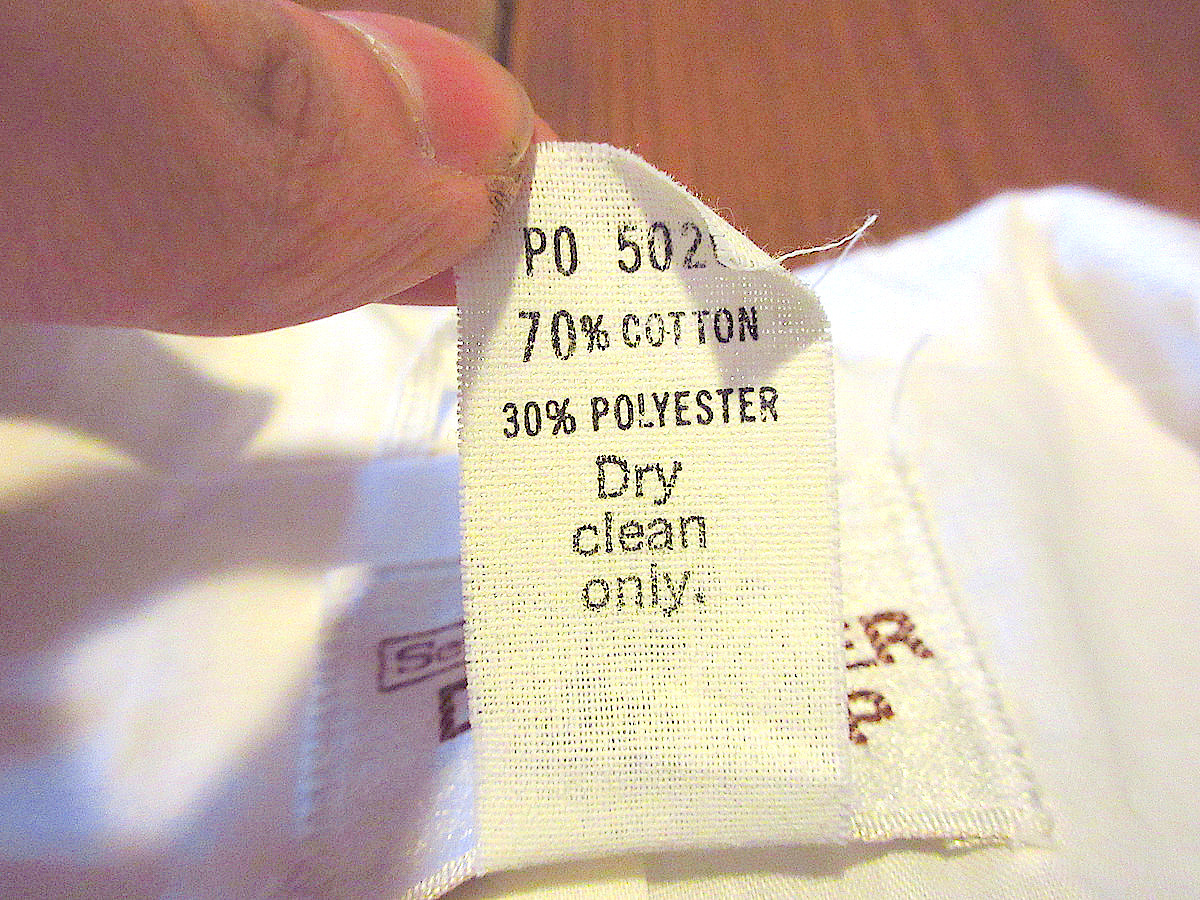 PO 502
70% COTTON
30% POLYESTER
Dry
clean
only.